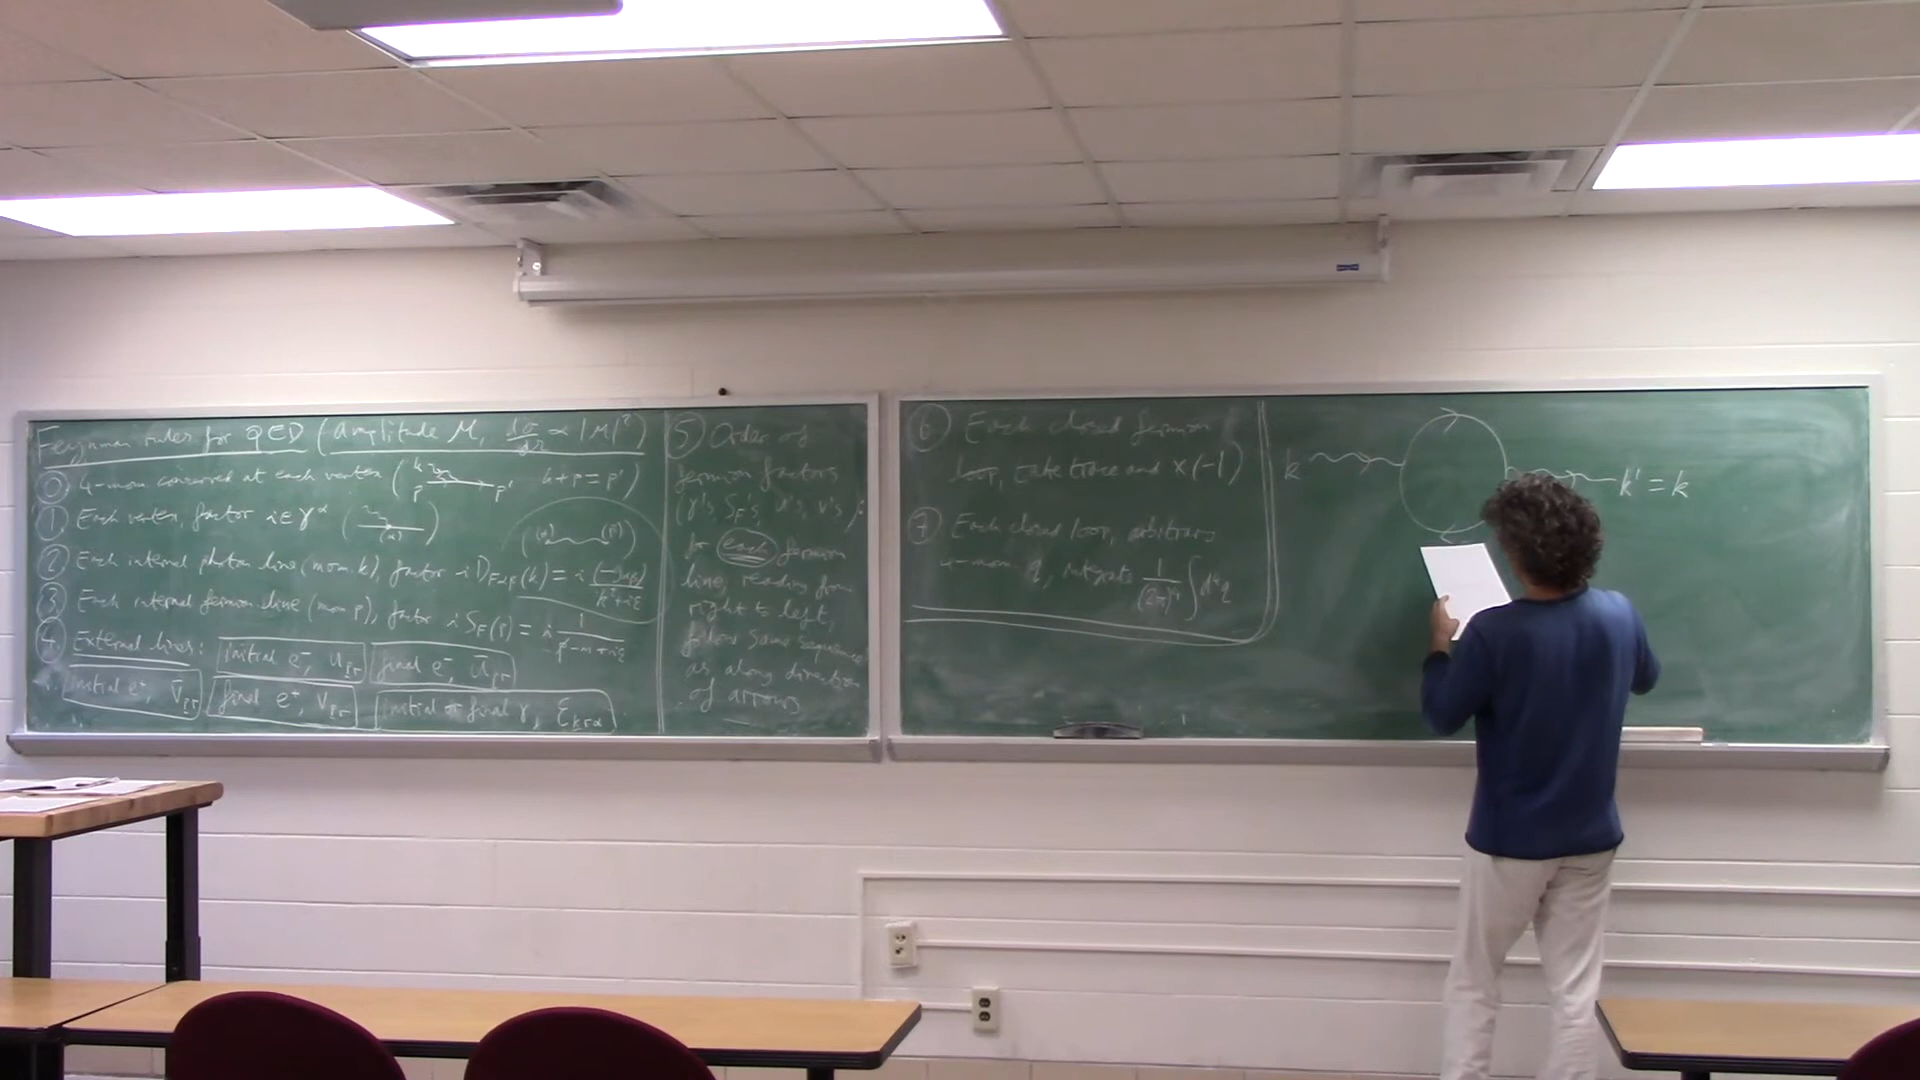 Feynman rules for QED (amplitude M, dσ/dΩ ∝ |M|²)
⓪ 4-mom conserved at each vertex ( k p p' k+p=p' )
① Each vertex, factor ieγ^α ( (α) )
② Each internal photon line (mom. k), factor iD_Fαβ(k) = i (-g_αβ)/(k²+iε) ( (α) (β) )
③ Each internal fermion line (mom p), factor iS_F(p) = i 1/(p̸-m+iε)
④ External lines: initial e⁻, u_pr final e⁻, ū_pr
initial e⁺, v̄_pr final e⁺, v_pr initial or final γ, ε_krα
⑤ Order of
fermion factors
(γ's, S_F's, u's, v's):
for each fermion
line, reading from
right to left,
follows same sequence
as along direction
of arrows
⑥ Each closed fermion
loop, take trace and ×(-1)
⑦ Each closed loop, arbitrary
4-mom q, integrate 1/(2π)⁴ ∫d⁴q
k k' = k